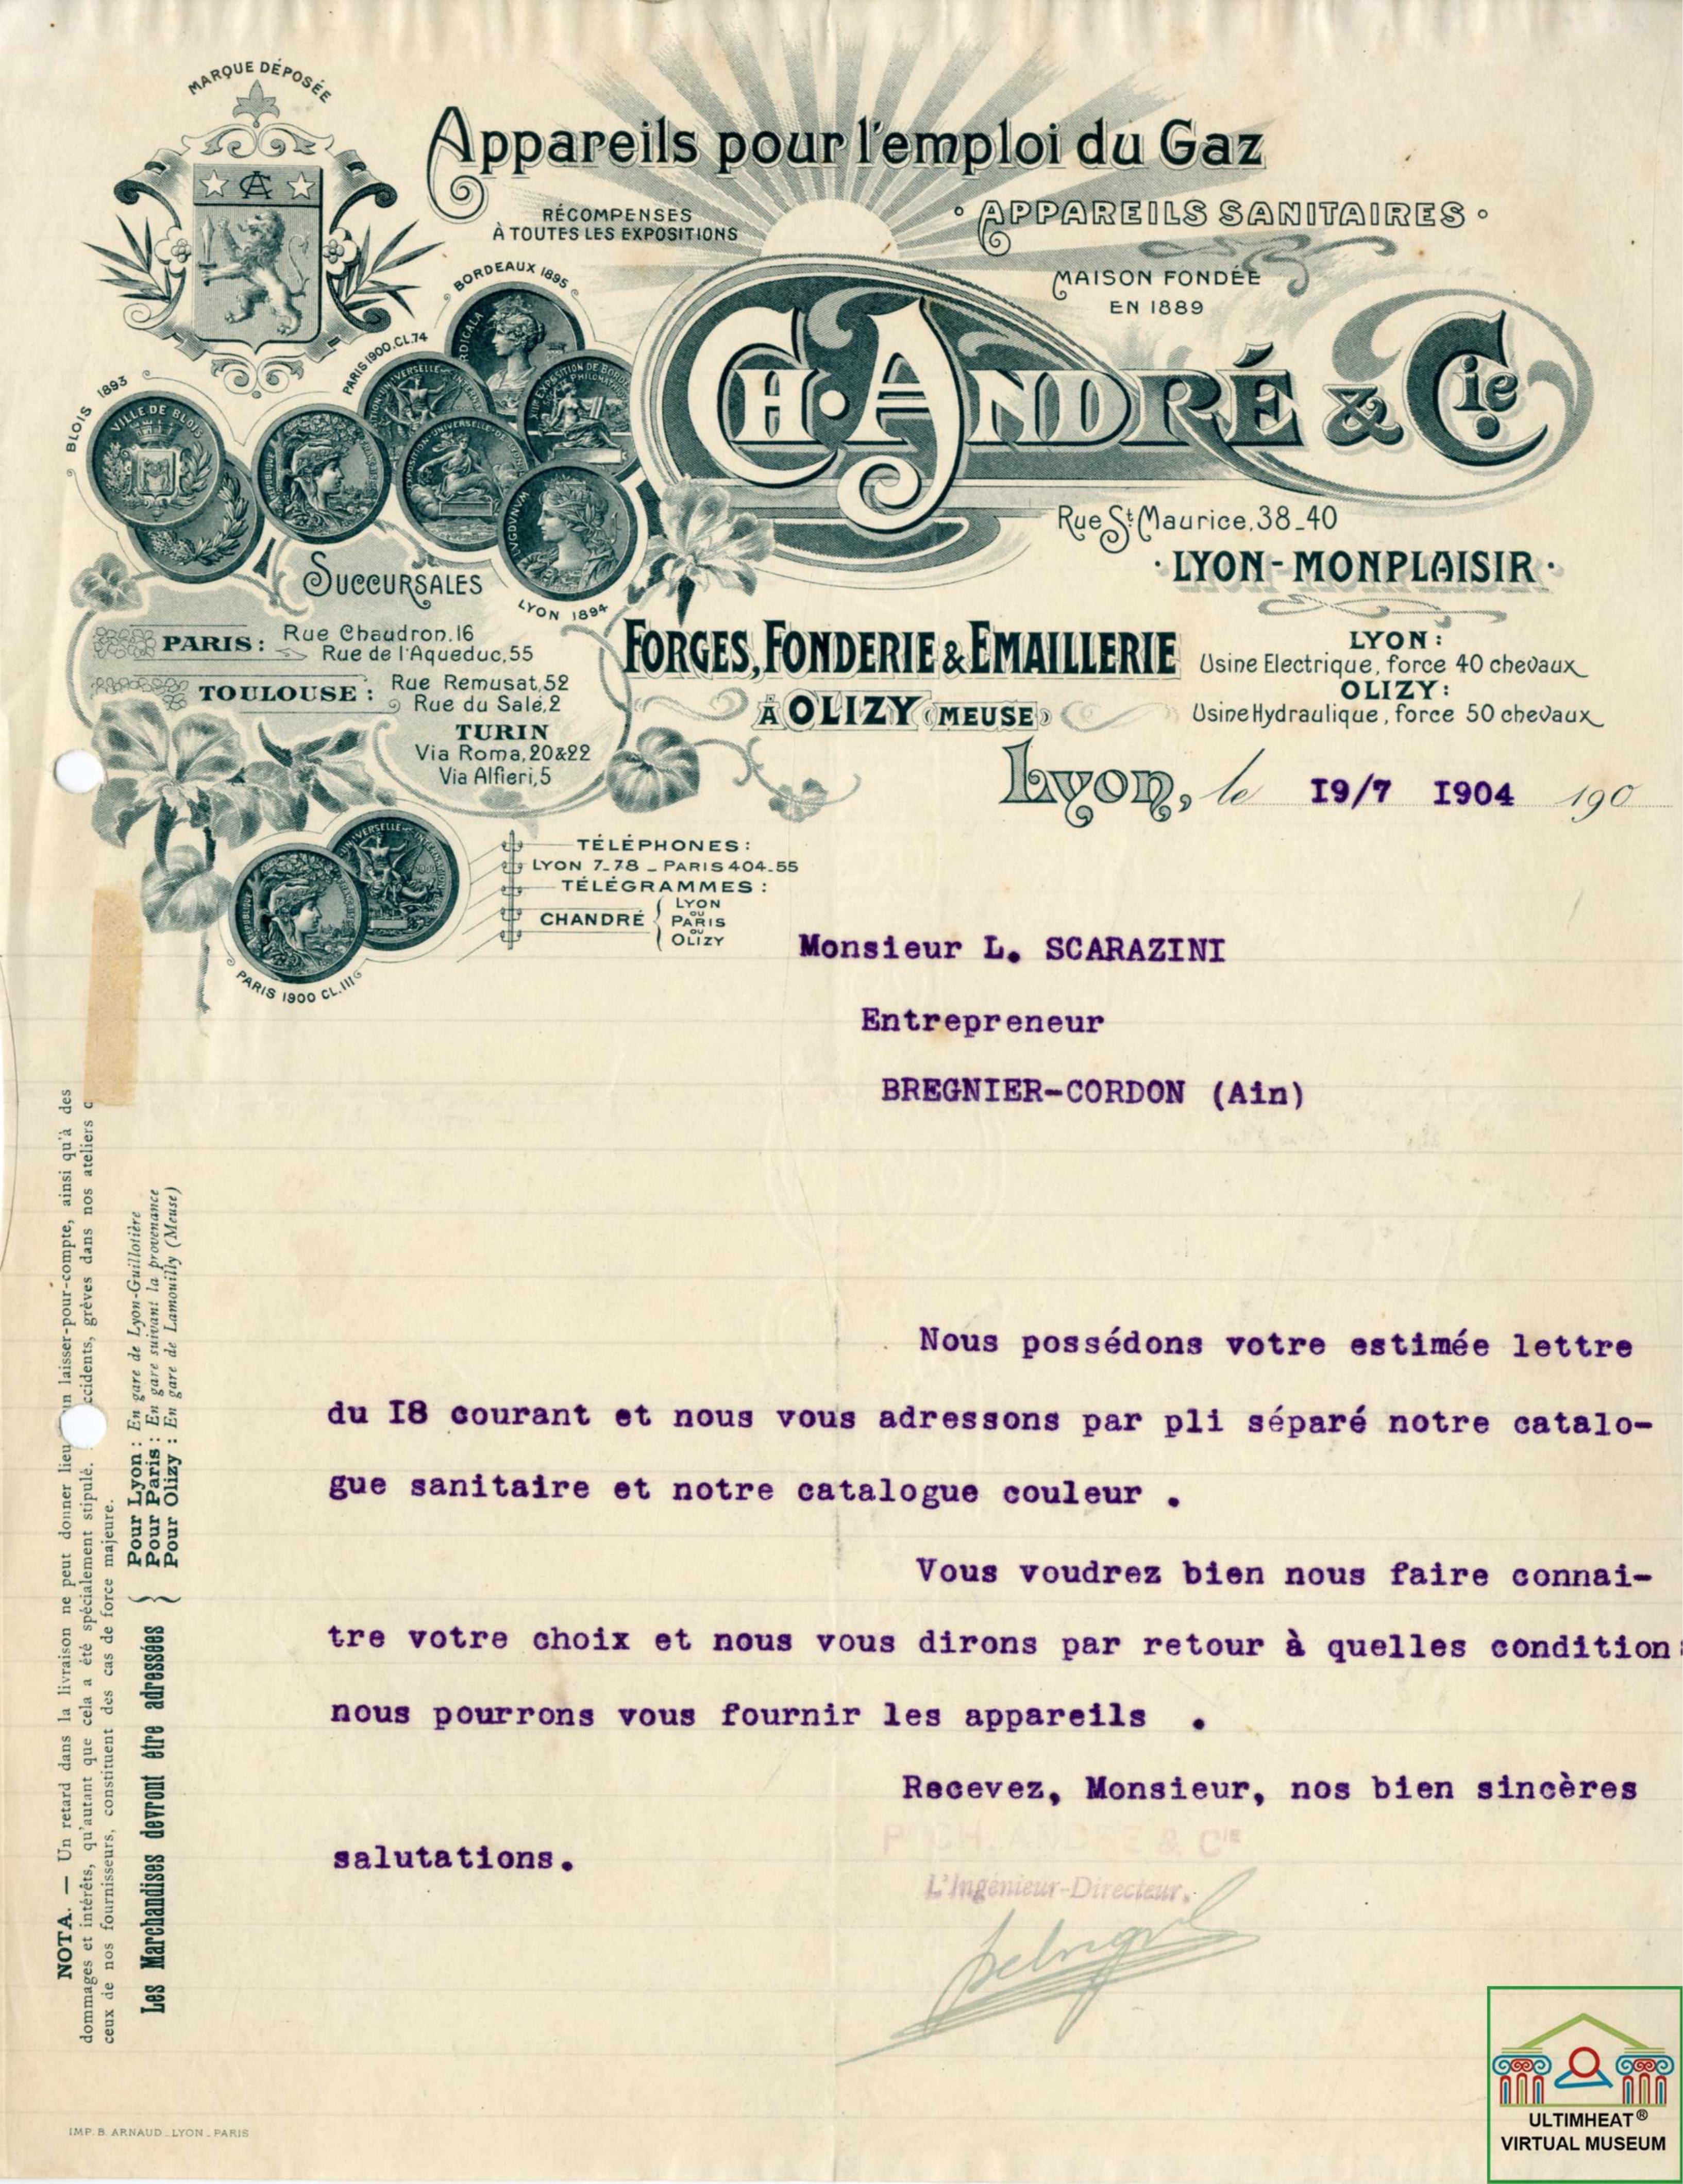 MARQUE DÉPOSÉE
CA
Appareils pour l'emploi du Gaz
RÉCOMPENSES
À TOUTES LES EXPOSITIONS
• APPAREILS SANITAIRES •
MAISON FONDÉE
EN 1889
CH. ANDRÉ & Cie
BORDEAUX 1895
PARIS 1900. CL. 74
BLOIS 1893
VILLE DE BLOIS
LYON 1894
Rue St Maurice, 38-40
• LYON - MONPLAISIR •
SUCCURSALES
PARIS : Rue Chaudron, 16
Rue de l'Aqueduc, 55
TOULOUSE : Rue Remusat, 52
Rue du Salé, 2
TURIN
Via Roma, 20 & 22
Via Alfieri, 5
FORGES, FONDERIE & EMAILLERIE
À OLIZY (MEUSE)
LYON :
Usine Electrique, force 40 chevaux
OLIZY :
Usine Hydraulique, force 50 chevaux
Lyon, le I9/7 I904 190
PARIS 1900 CL. 111
TÉLÉPHONES :
LYON 7-78 - PARIS 404-55
TÉLÉGRAMMES :
CHANDRÉ { LYON
ou
PARIS
ou
OLIZY
Monsieur L. SCARAZINI
Entrepreneur
BREGNIER-CORDON (Ain)
Nous possédons votre estimée lettre
du I8 courant et nous vous adressons par pli séparé notre catalo-
gue sanitaire et notre catalogue couleur .
Vous voudrez bien nous faire connai-
tre votre choix et nous vous dirons par retour à quelles condition
nous pourrons vous fournir les appareils .
Recevez, Monsieur, nos bien sincères
salutations.
P. CH. ANDRÉ & CIE
L'Ingénieur-Directeur,
NOTA. — Un retard dans la livraison ne peut donner lieu un laisser-pour-compte, ainsi qu'à des
dommages et intérêts, qu'autant que cela a été spécialement stipulé. ccidents, grèves dans nos ateliers
ceux de nos fournisseurs, constituent des cas de force majeure.
Les Marchandises devront être adressées { Pour Lyon : En gare de Lyon-Guillotière
Pour Paris : En gare suivant la provenance
Pour Olizy : En gare de Lamouilly (Meuse)
IMP. B. ARNAUD_LYON_PARIS
ULTIMHEAT®
VIRTUAL MUSEUM